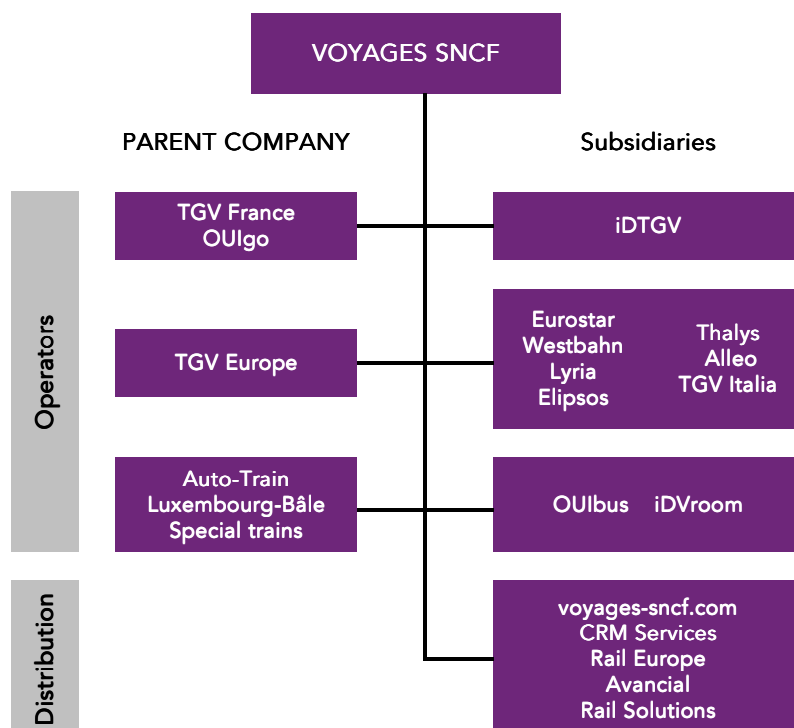 VOYAGES SNCF
PARENT COMPANY
Subsidiaries
Operators
TGV France
OUIgo
iDTGV
TGV Europe
Eurostar
Westbahn
Lyria
Elipsos
Thalys
Alleo
TGV Italia
Auto-Train
Luxembourg-Bâle
Special trains
OUIbus iDVroom
Distribution
voyages-sncf.com
CRM Services
Rail Europe
Avancial
Rail Solutions